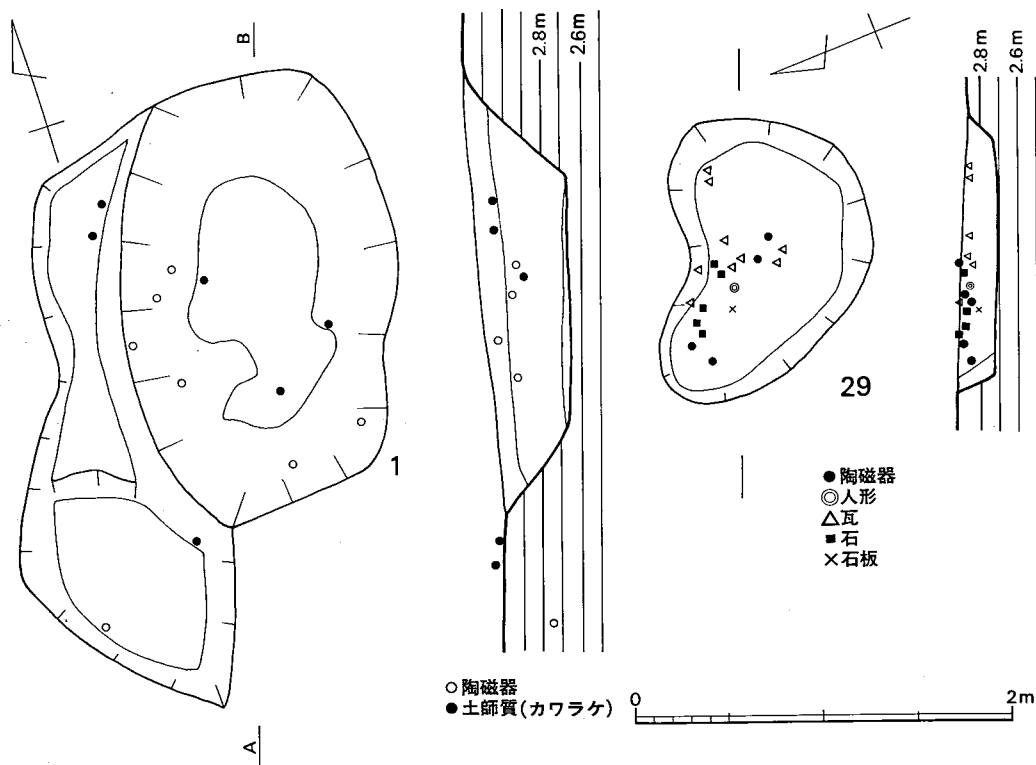 B
2.8m
2.6m
2.8m
2.6m
1
29
●陶磁器
◎人形
△瓦
■石
×石板
○陶磁器
●土師質(カワラケ)
0
2m
A